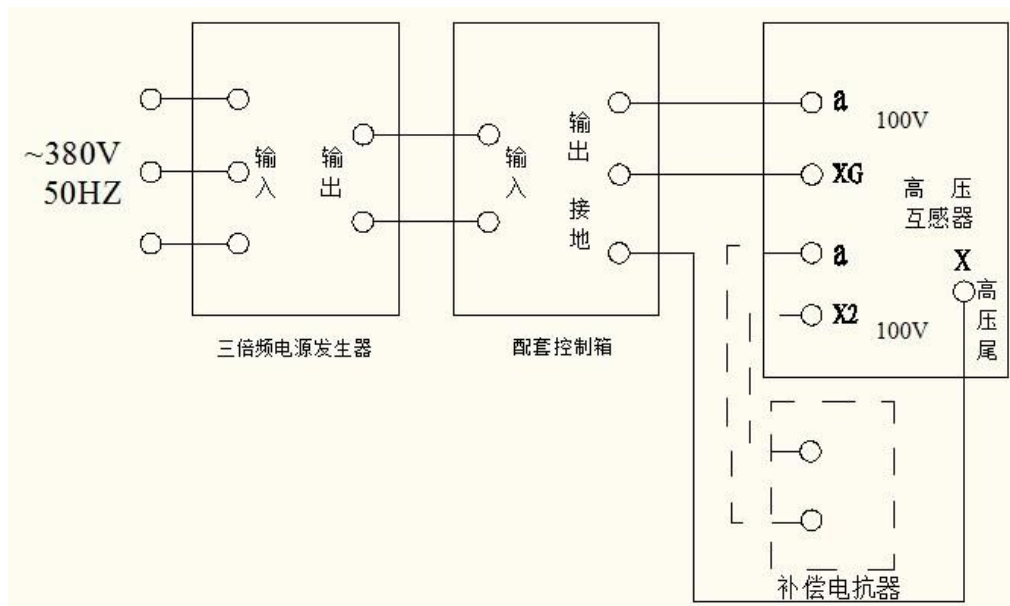 ~380V
50HZ
输入
输出
三倍频电源发生器
输入
输出
接地
配套控制箱
a
100V
XG
高 压
互感器
a
X
X2
100V
高压尾
补偿电抗器